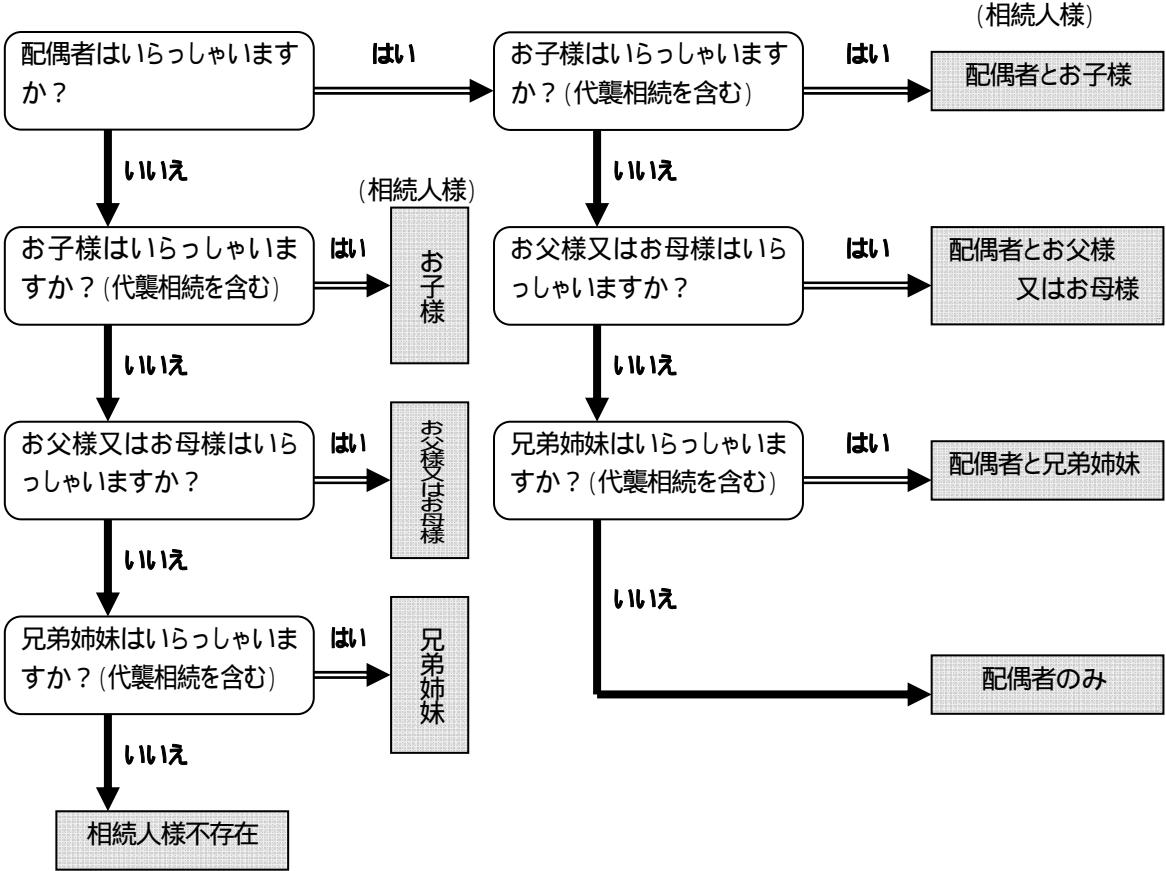 (相続人様)
配偶者はいらっしゃいます
か？
はい
お子様はいらっしゃいます
か？(代襲相続を含む)
はい
配偶者とお子様
いいえ
いいえ
(相続人様)
お子様はいらっしゃいま
すか？(代襲相続を含む)
はい
お子様
お父様又はお母様はいら
っしゃいますか？
はい
配偶者とお父様
又はお母様
いいえ
いいえ
お父様又はお母様はいら
っしゃいますか？
はい
お父様又はお母様
兄弟姉妹はいらっしゃいま
すか？(代襲相続を含む)
はい
配偶者と兄弟姉妹
いいえ
いいえ
兄弟姉妹はいらっしゃいま
すか？(代襲相続を含む)
はい
兄弟姉妹
配偶者のみ
いいえ
相続人様不存在